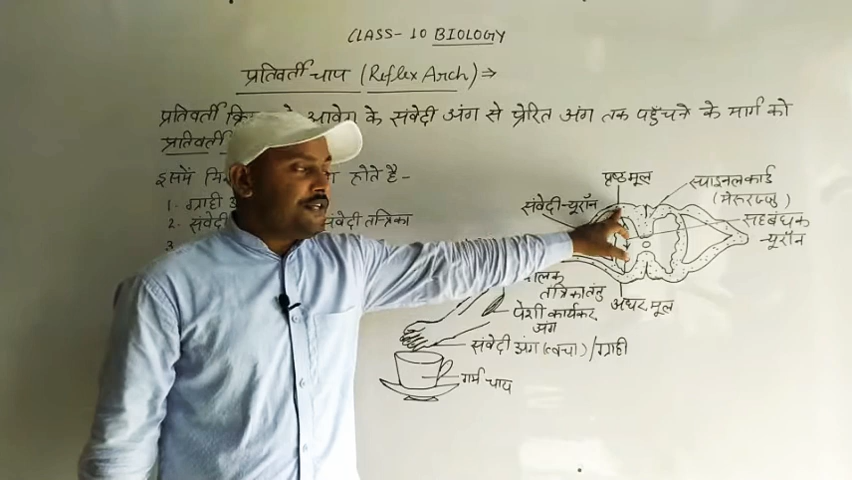 CLASS- 10 BIOLOGY
प्रतिवर्ती चाप (Reflex Arch) ⇒
प्रतिवर्ती के आवेग के संवेदी अंग से प्रेरित अंग तक पहुँचने के मार्ग को
प्रतिवर्ती
इसमें होते है -
1- ग्राही
2- संवेदी संवेदी तंत्रिका
3
पृष्ठमूल
स्पाइनलकार्ड
(मेरूरज्जु)
संवेदी-न्यूरॉन
सहबंधक
-न्यूरॉन
चालक
तंत्रिकातंतु
अधर मूल
पेशी कार्यकर
अंग
संवेदी अंग (त्वचा) /ग्राही
गर्म चाय